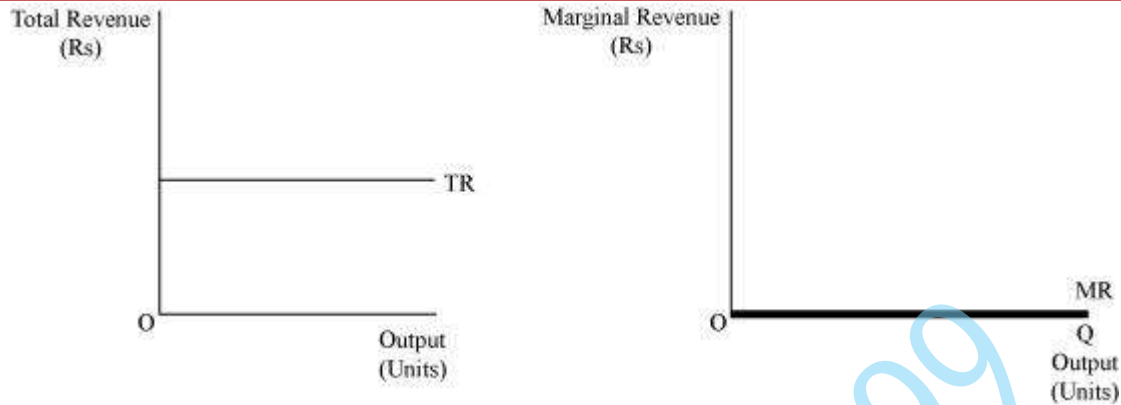 Total Revenue
(Rs)
TR
O
Output
(Units)
Marginal Revenue
(Rs)
MR
O
Q
Output
(Units)